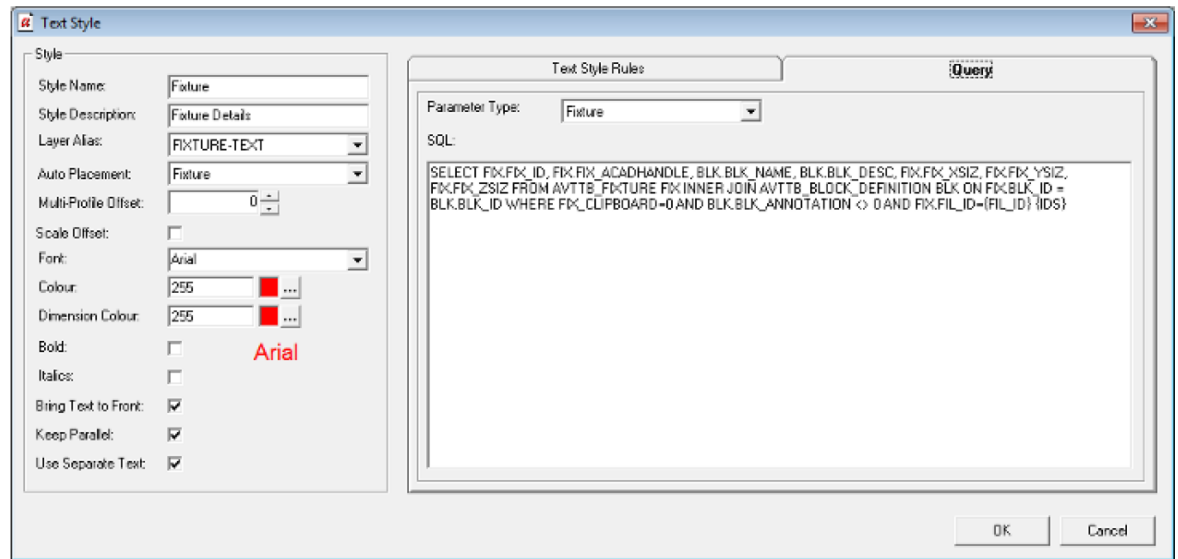 Text Style
Style
Style Name: Fixture
Style Description: Fixture Details
Layer Alias: FIXTURE-TEXT
Auto Placement: Fixture
Multi-Profile Offset: 0
Scale Offset:
Font: Arial
Colour: 255 ...
Dimension Colour: 255 ...
Bold:
Arial
Italics:
Bring Text to Front:
Keep Parallel:
Use Separate Text:
Text Style Rules
Query
Parameter Type: Fixture
SQL:
SELECT FIX.FIX_ID, FIX.FIX_ACADHANDLE, BLK.BLK_NAME, BLK.BLK_DESC, FIX.FIX_XSIZ, FIX.FIX_YSIZ,
FIX.FIX_ZSIZ FROM AVTTB_FIXTURE FIX INNER JOIN AVTTB_BLOCK_DEFINITION BLK ON FIX.BLK_ID =
BLK.BLK_ID WHERE FIX_CLIPBOARD=0 AND BLK.BLK_ANNOTATION <> 0 AND FIX.FIL_ID={FIL_ID} {IDS}
OK
Cancel